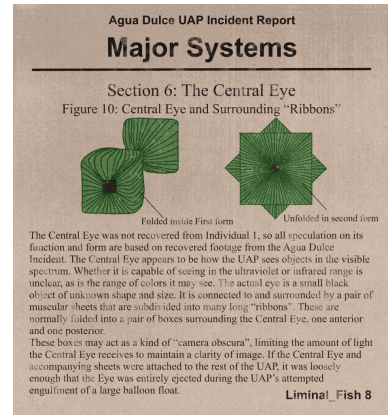 Agua Dulce UAP Incident Report
Major Systems
Section 6: The Central Eye
Figure 10: Central Eye and Surrounding “Ribbons”
Folded inside First form
Unfolded in second form
The Central Eye was not recovered from Individual 1, so all speculation on its
function and form are based on recovered footage from the Agua Dulce
Incident. The Central Eye appears to be how the UAP sees objects in the visible
spectrum. Whether it is capable of seeing in the ultraviolet or infrared range is
unclear, as is the range of colors it may see. The actual eye is a small black
object of unknown shape and size. It is connected to and surrounded by a pair of
muscular sheets that are subdivided into many long “ribbons”. These are
normally folded into a pair of boxes surrounding the Central Eye, one anterior
and one posterior.
These boxes may act as a kind of “camera obscura”, limiting the amount of light
the Central Eye receives to maintain a clarity of image. If the Central Eye and
accompanying sheets were attached to the rest of the UAP, it was loosely
enough that the Eye was entirely ejected during the UAP’s attempted
engulfment of a large balloon float.
Liminal_Fish 8